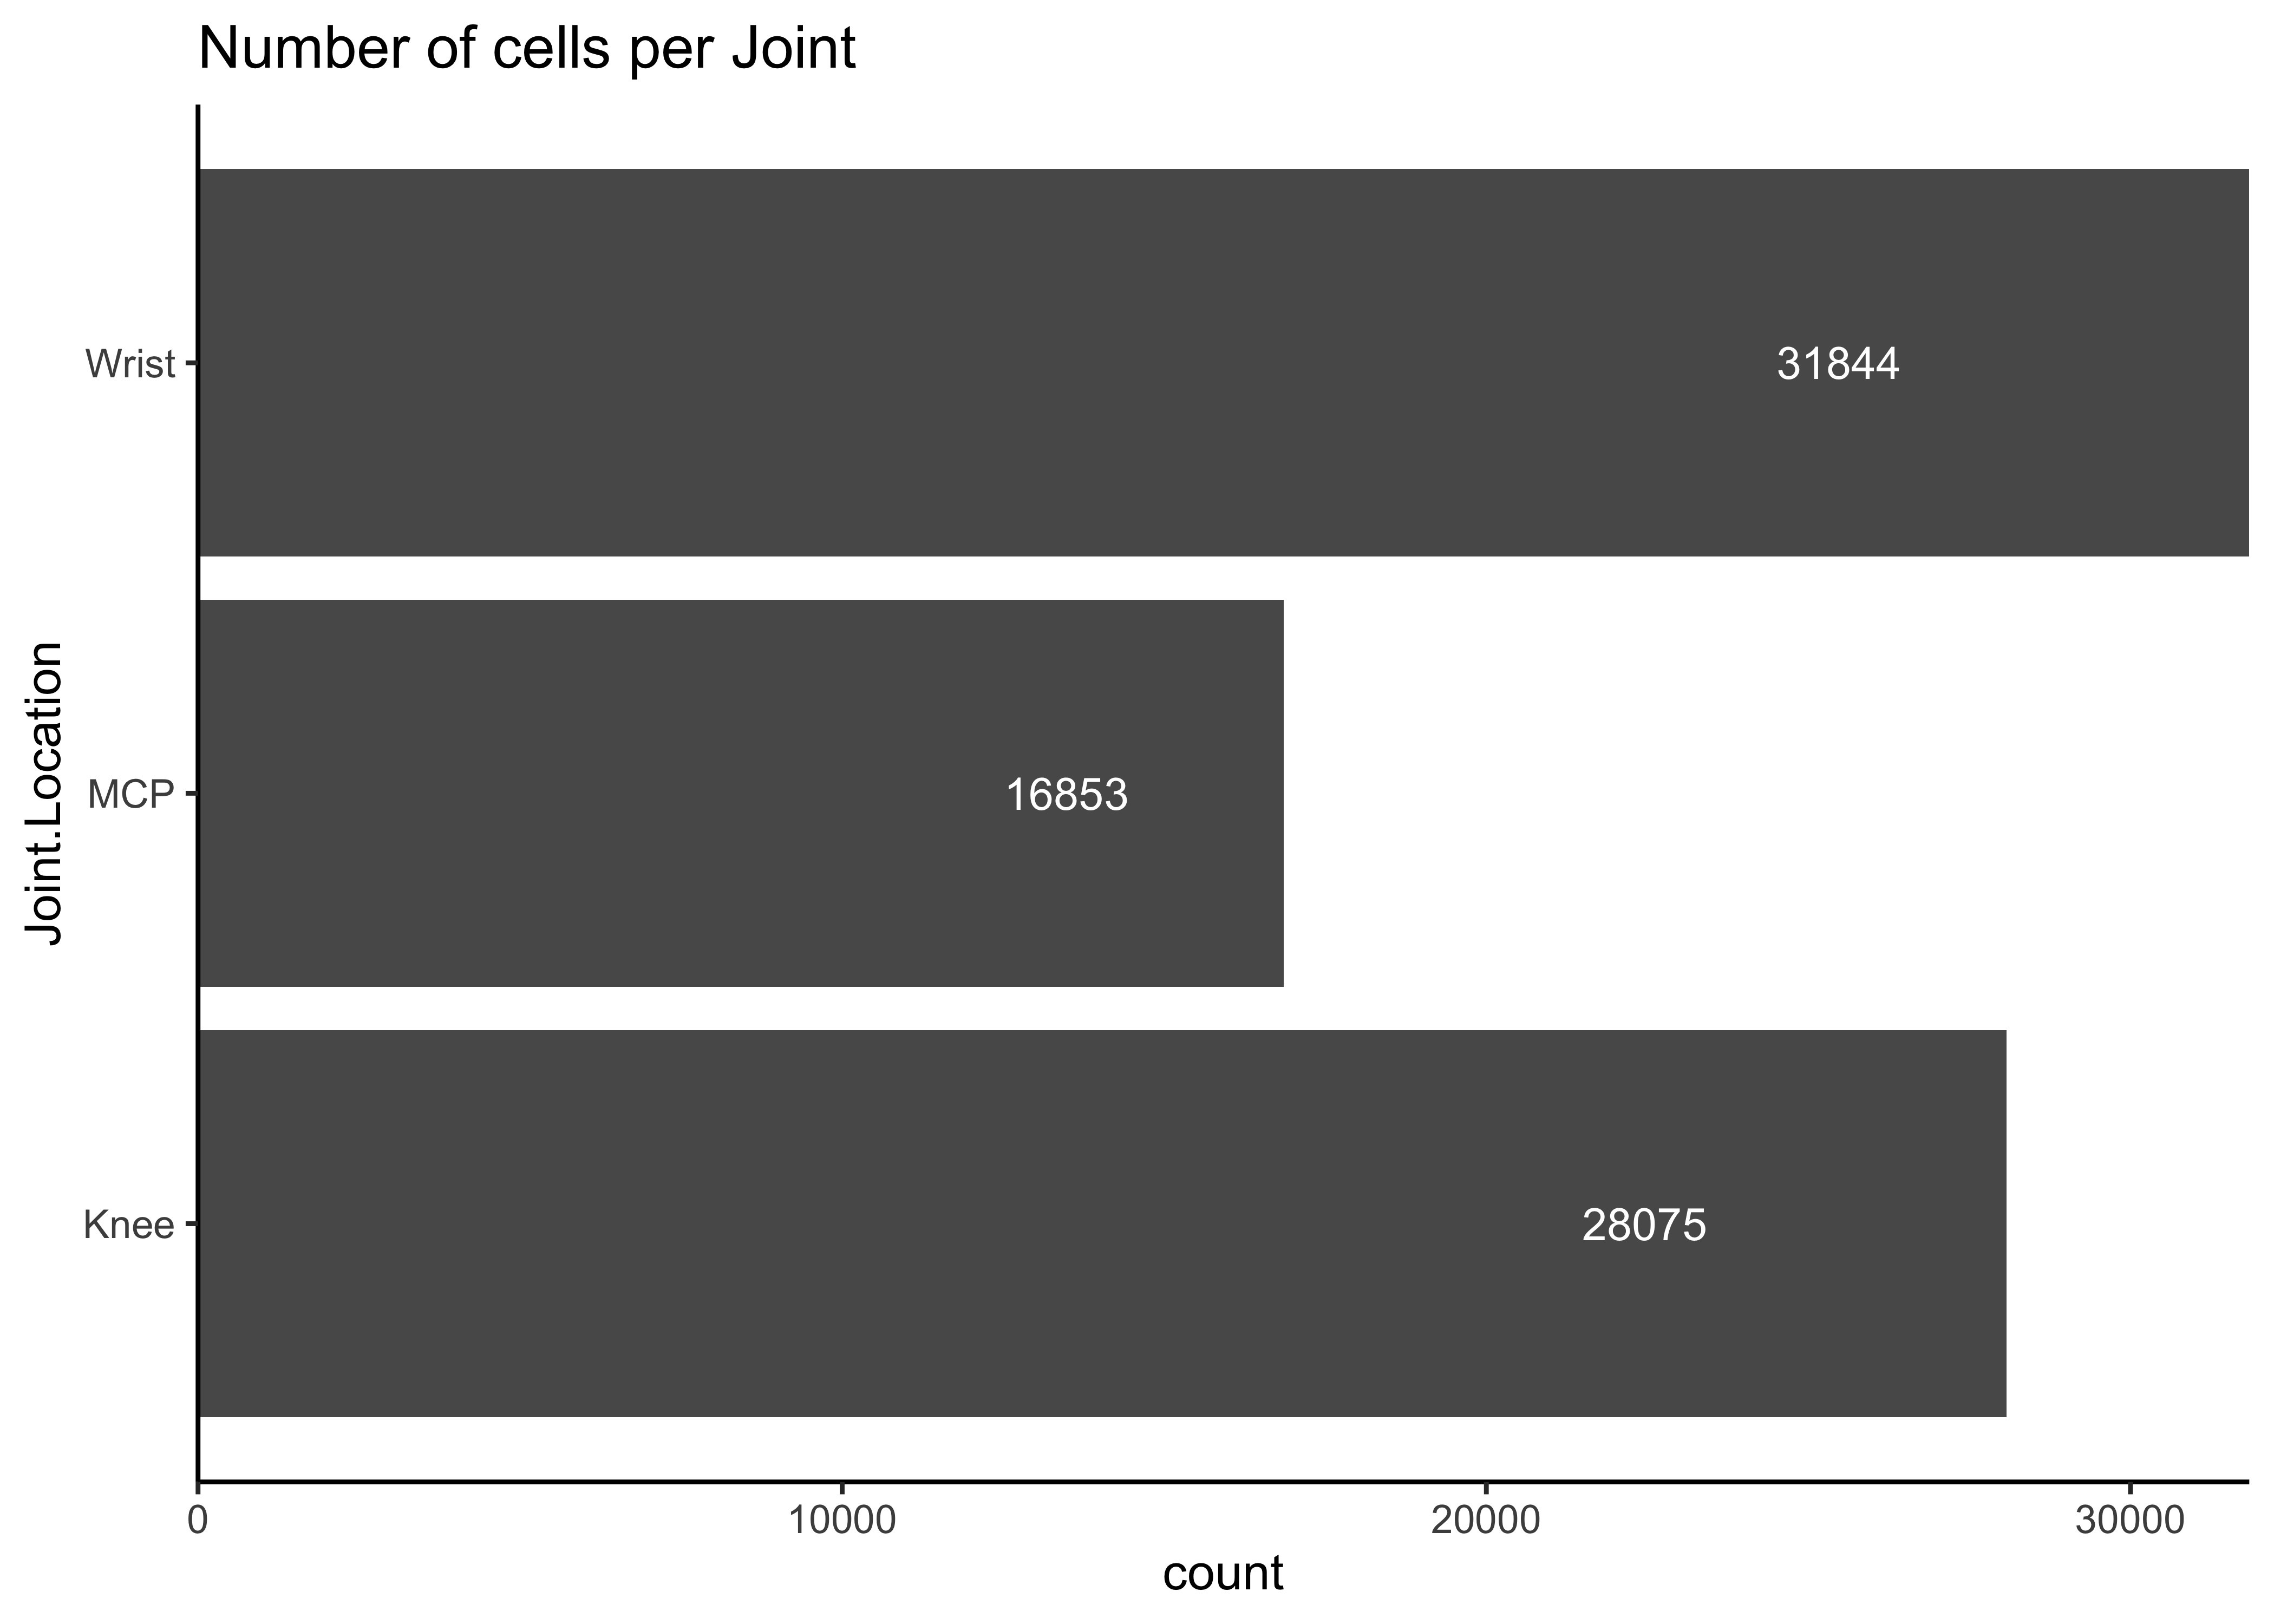 Number of cells per Joint
Joint.Location
Wrist
31844
MCP
16853
Knee
28075
0
10000
20000
30000
count